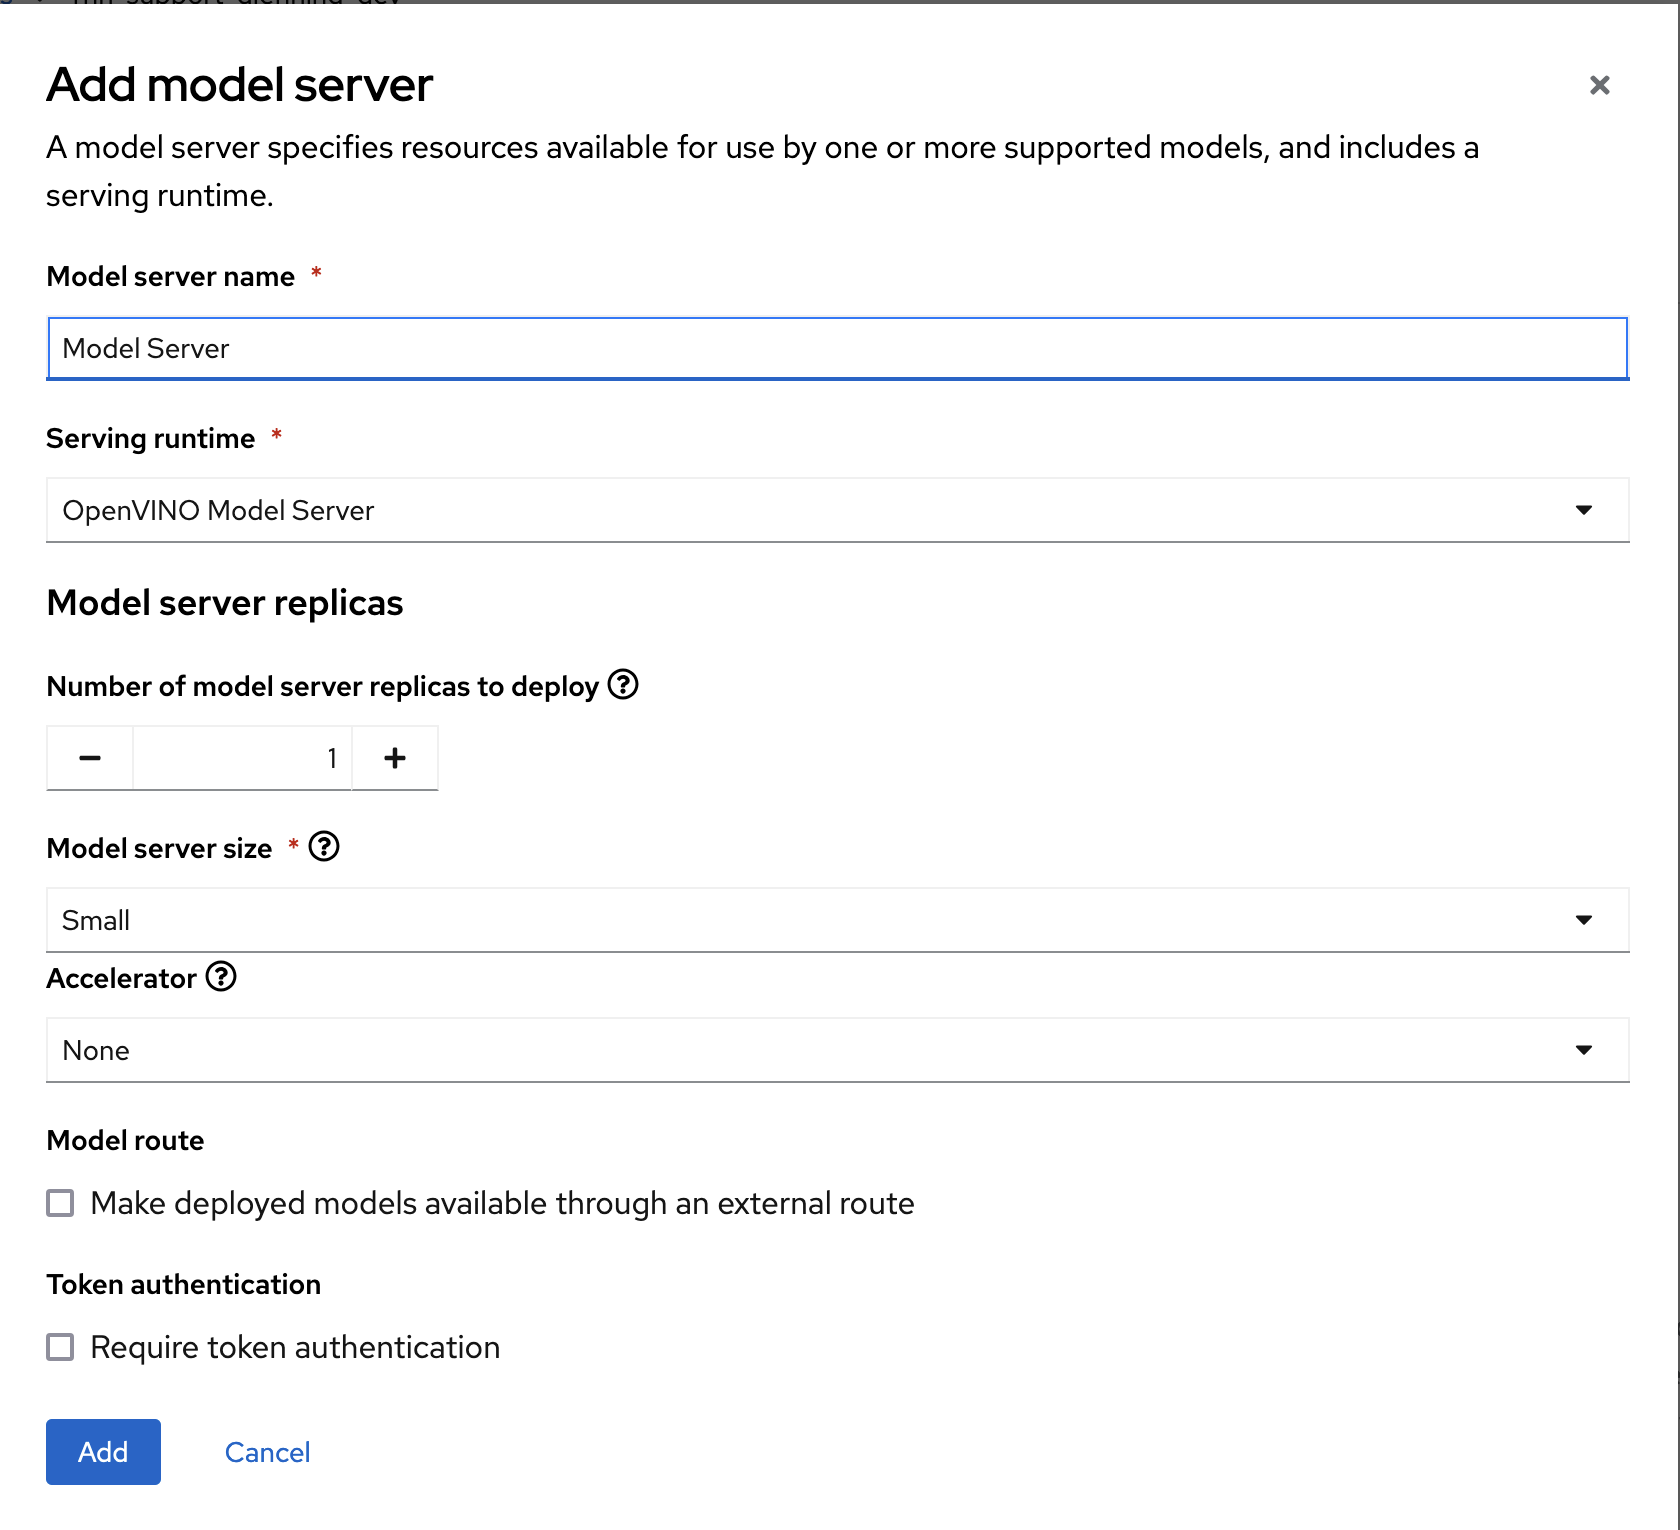 Add model server
A model server specifies resources available for use by one or more supported models, and includes a
serving runtime.
Model server name *
Model Server
Serving runtime *
OpenVINO Model Server
Model server replicas
Number of model server replicas to deploy
1
Model server size *
Small
Accelerator
None
Model route
Make deployed models available through an external route
Token authentication
Require token authentication
Add Cancel